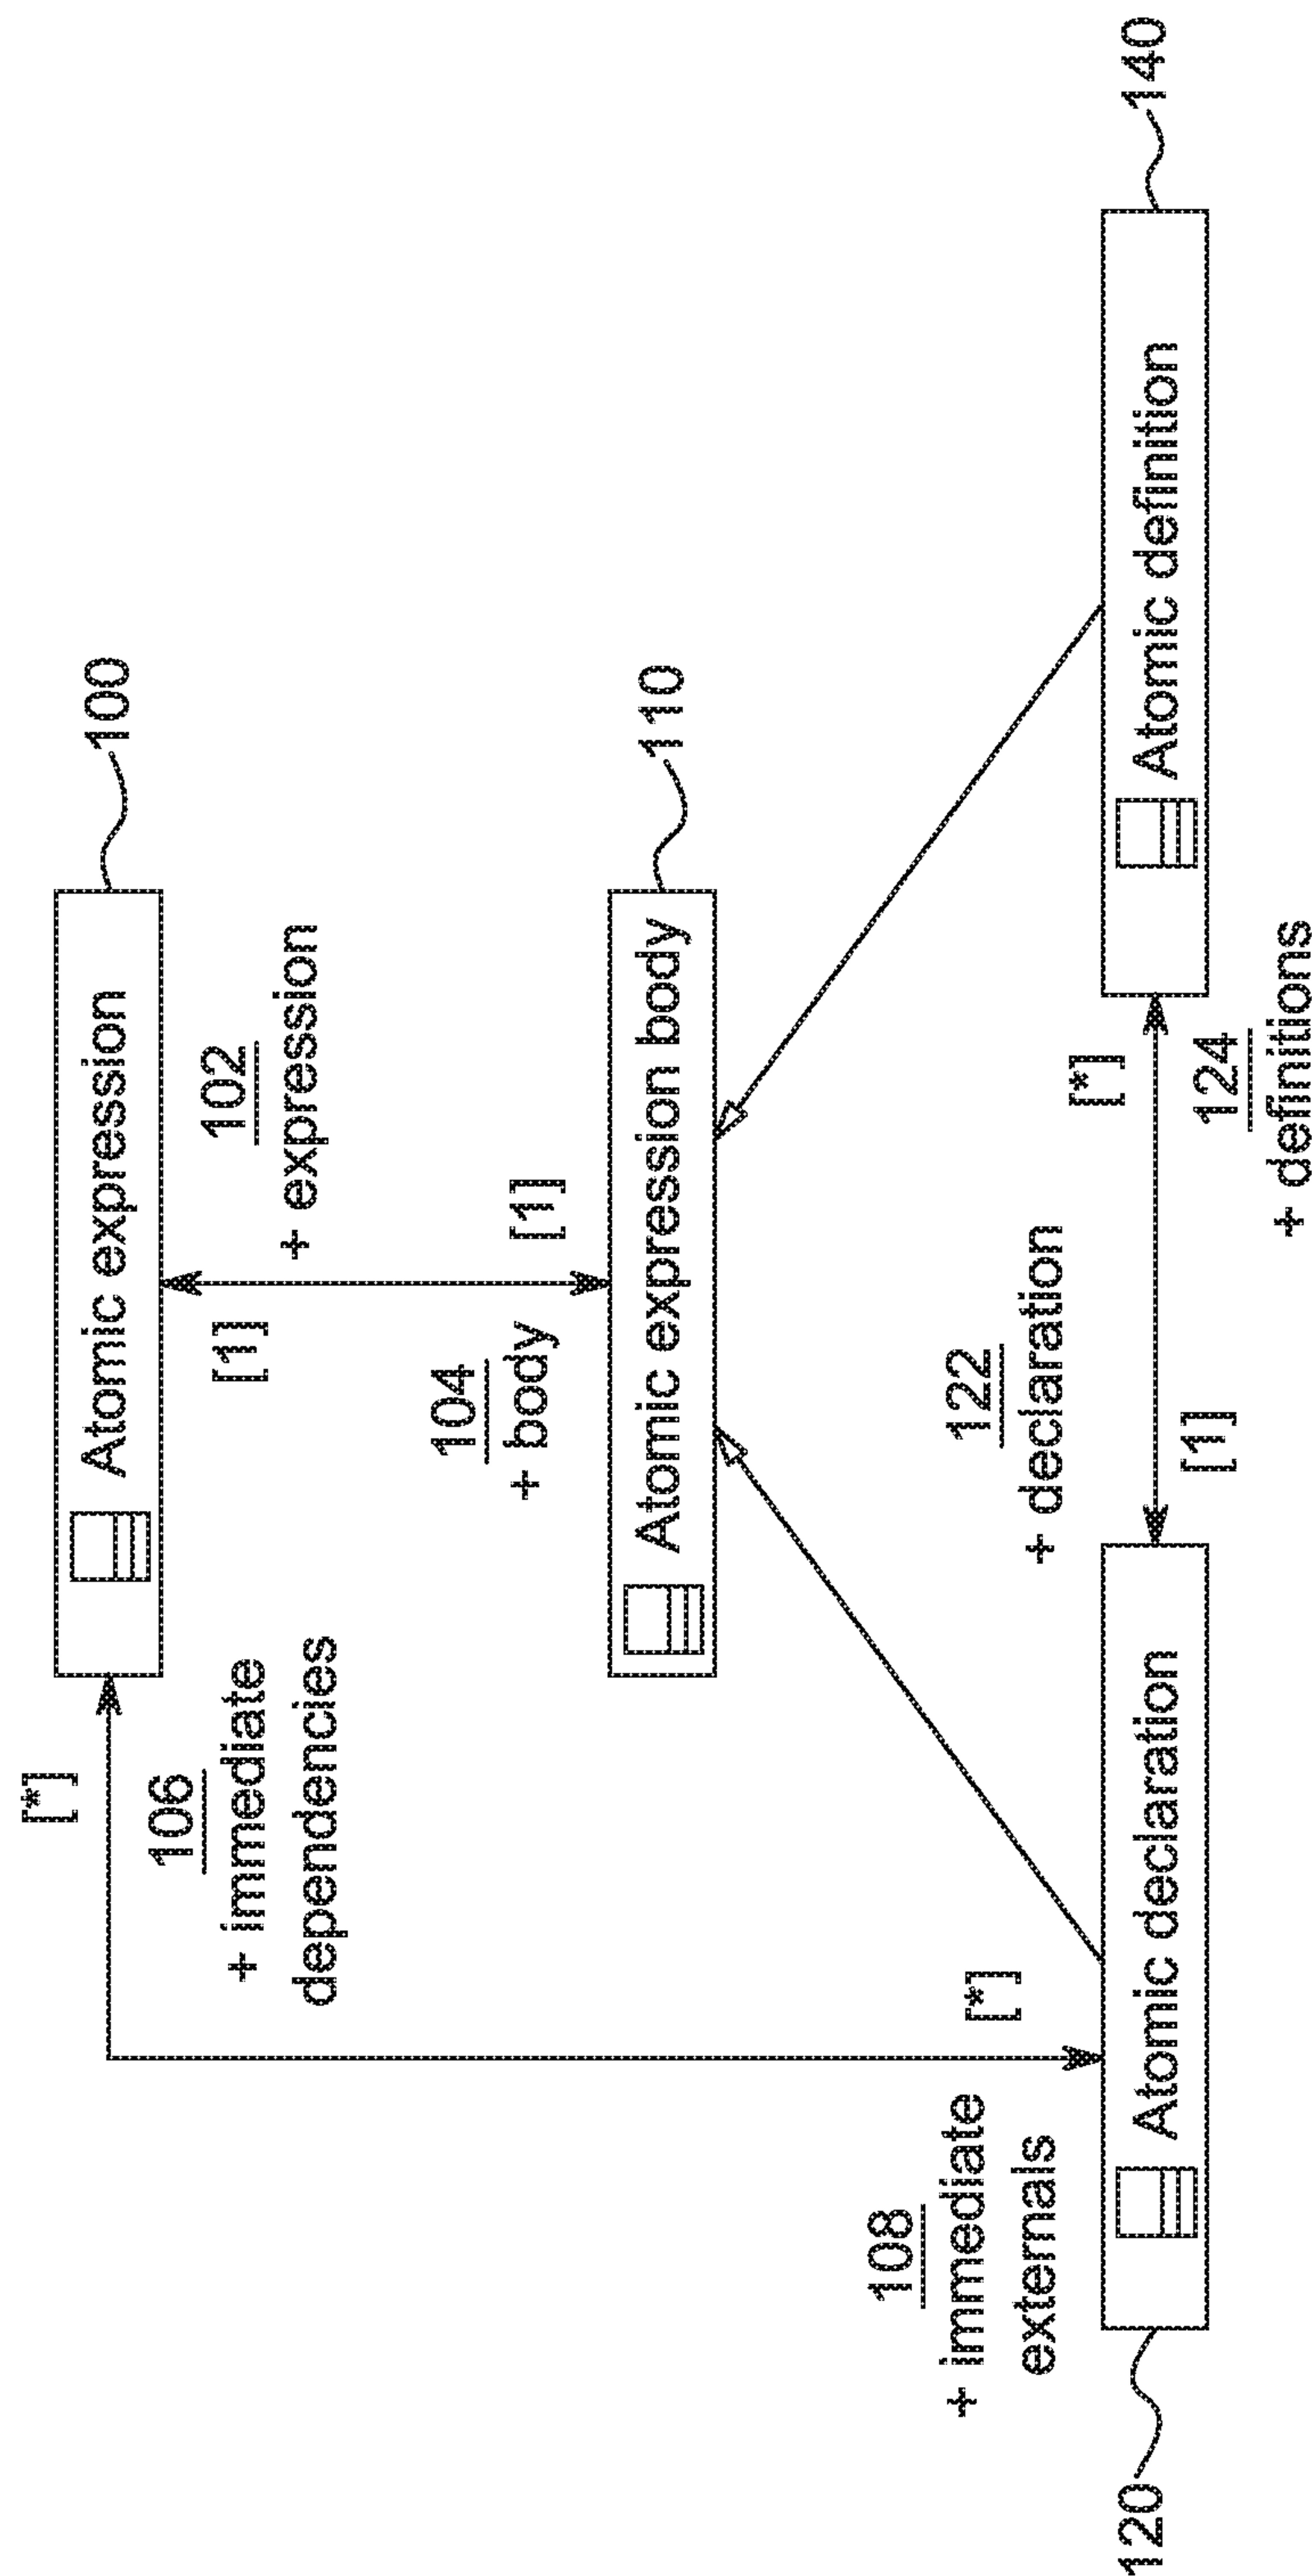 [*]
106
+ immediate
dependencies
Atomic expression
100
[1]
102
+ expression
104
+ body
[1]
Atomic expression body
110
108
+ immediate
externals
[*]
122
+ declaration
[*]
120
Atomic declaration
[1]
124
+ definitions
Atomic definition
140